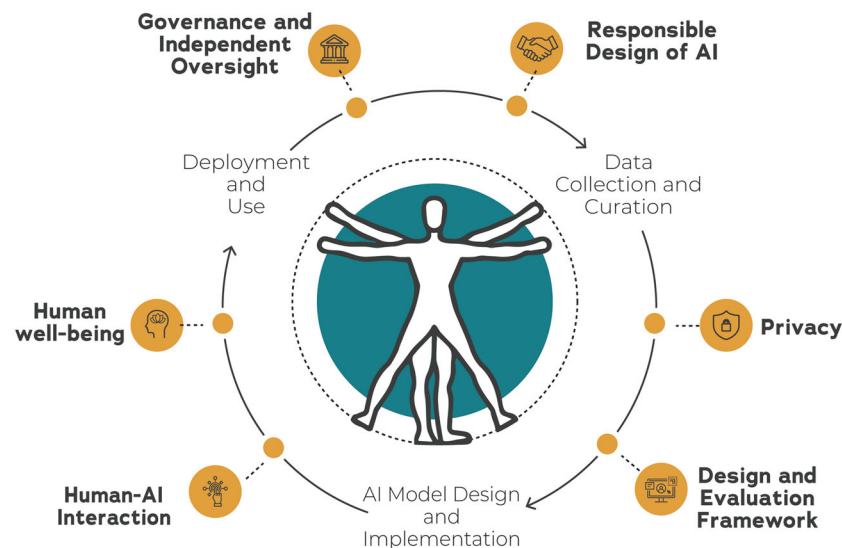 Governance and
Independent
Oversight
Responsible
Design of AI
Deployment
and
Use
Data
Collection and
Curation
Human
well-being
Privacy
Human-AI
Interaction
AI Model Design
and
Implementation
Design and
Evaluation
Framework